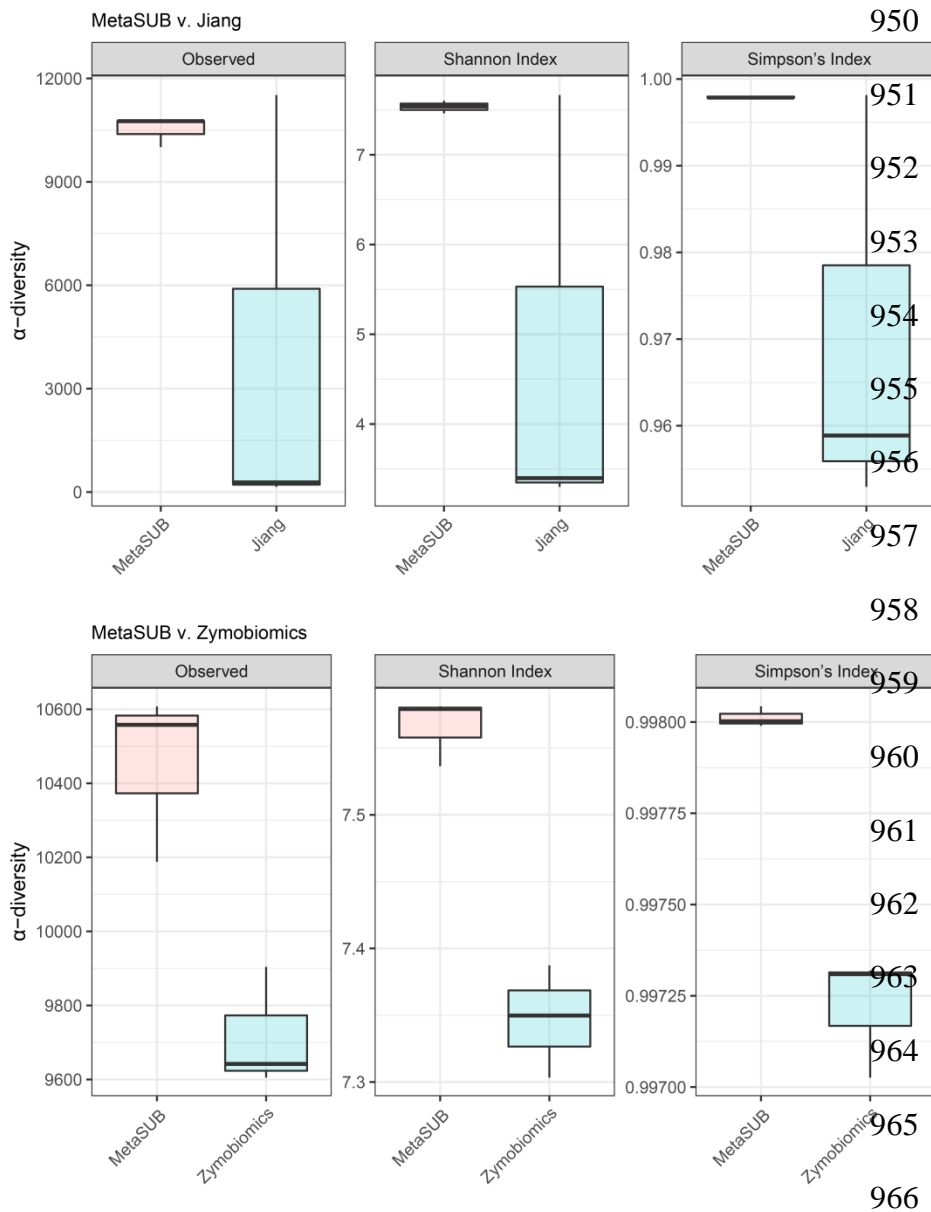 MetaSUB v. Jiang
950
Observed
Shannon Index
Simpson's Index
α−diversity
12000
9000
6000
3000
0
7
6
5
4
1.00
0.99
0.98
0.97
0.96
951
952
953
954
955
956
MetaSUB
Jiang
MetaSUB
Jiang
MetaSUB
Jiang
957
958
MetaSUB v. Zymobiomics
Observed
Shannon Index
Simpson's Index
959
α−diversity
10600
10400
10200
10000
9800
9600
7.5
7.4
7.3
0.99800
0.99775
0.99750
0.99725
0.99700
960
961
962
963
964
MetaSUB
Zymobiomics
MetaSUB
Zymobiomics
MetaSUB
Zymobiomics
965
966